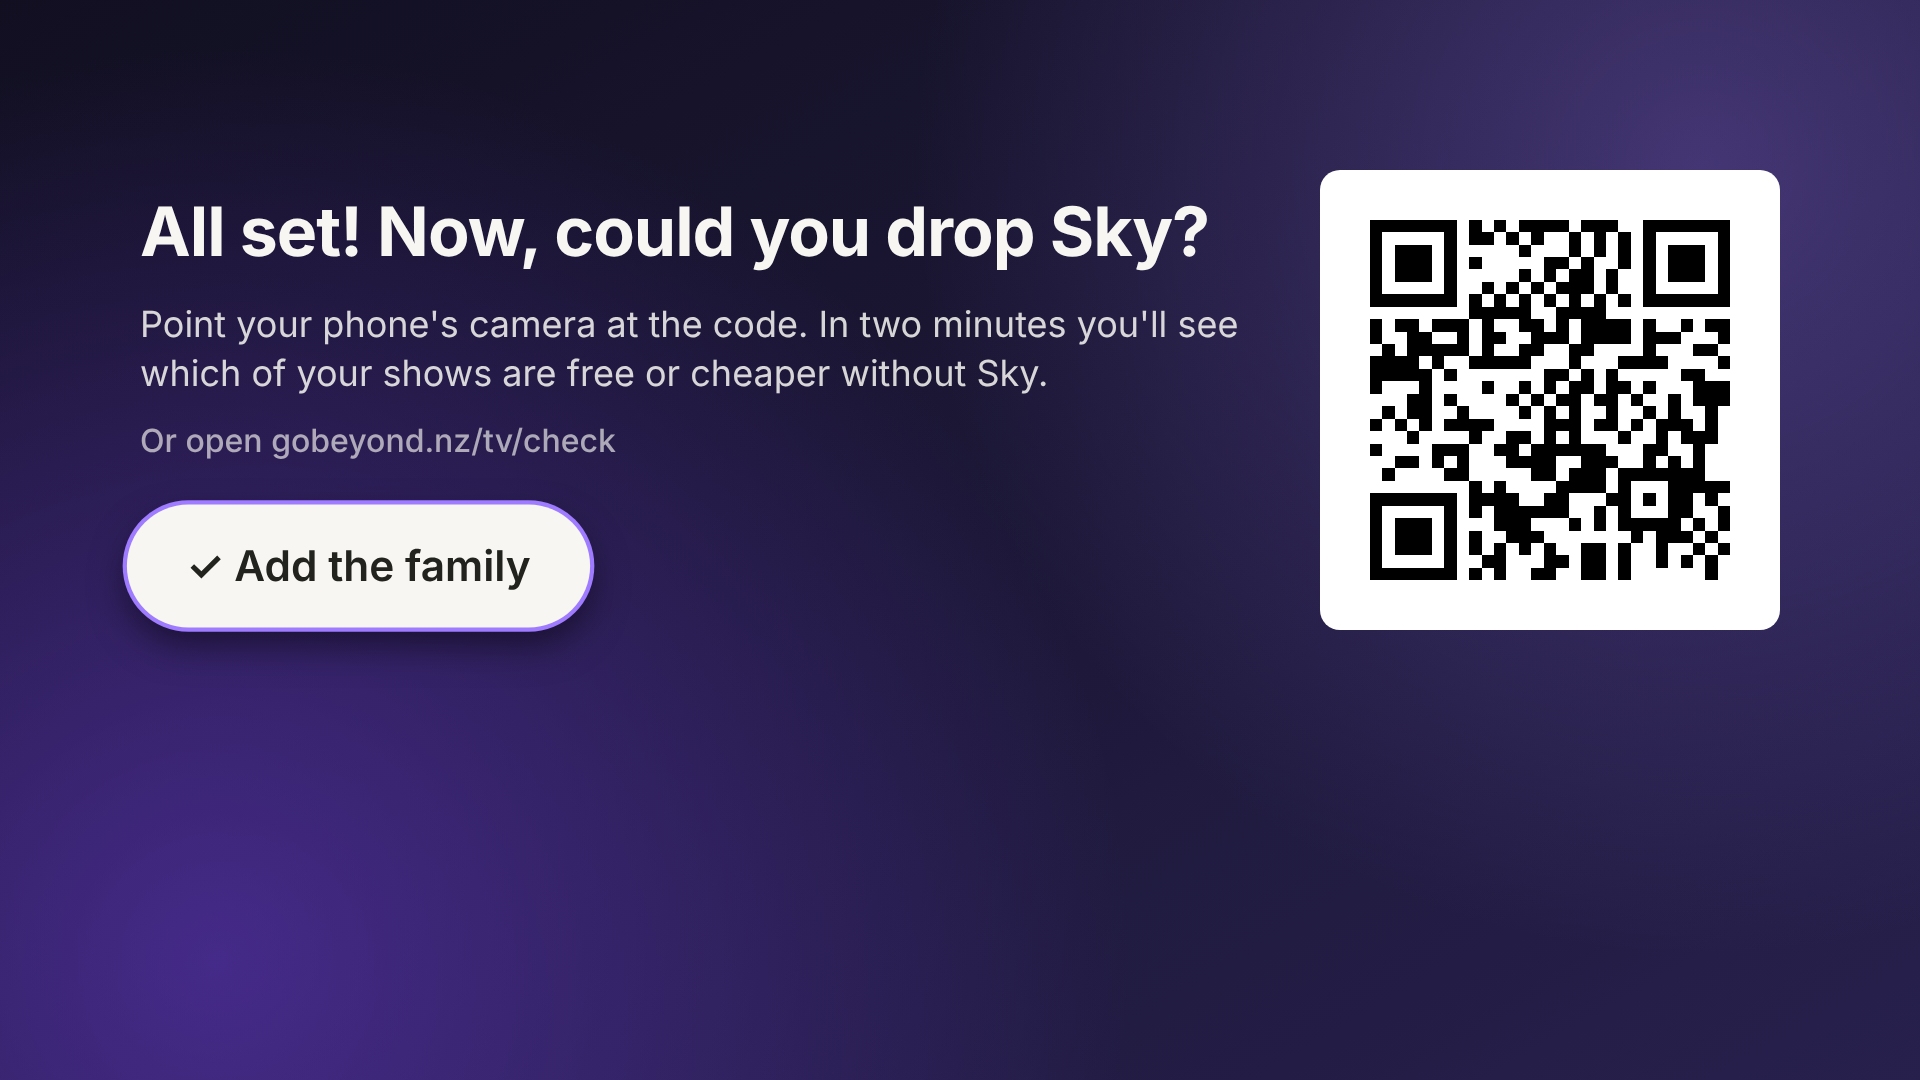 All set! Now, could you drop Sky?
Point your phone's camera at the code. In two minutes you'll see
which of your shows are free or cheaper without Sky.
Or open gobeyond.nz/tv/check
✓ Add the family